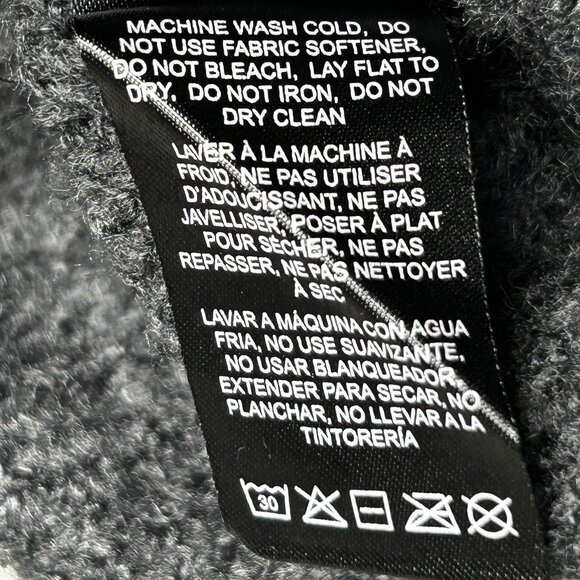 MACHINE WASH COLD, DO
NOT USE FABRIC SOFTENER,
DO NOT BLEACH, LAY FLAT TO
DRY, DO NOT IRON, DO NOT
DRY CLEAN
LAVER À LA MACHINE À
FROID, NE PAS UTILISER
D'ADOUCISSANT, NE PAS
JAVELLISER, POSER À PLAT
POUR SÉCHER, NE PAS
REPASSER, NE PAS NETTOYER
À SEC
LAVAR A MÁQUINA CON AGUA
FRIA, NO USE SUAVIZANTE,
NO USAR BLANQUEADOR,
EXTENDER PARA SECAR, NO
PLANCHAR, NO LLEVAR A LA
TINTORERÍA
30